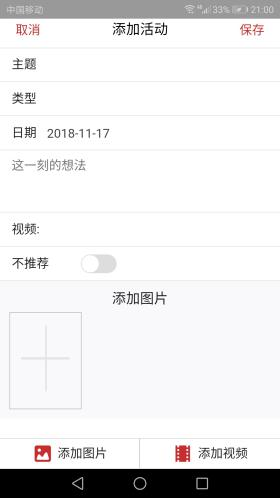 中国移动 33% 21:00
取消 添加活动 保存
主题
类型
日期 2018-11-17
这一刻的想法
视频:
不推荐
添加图片
添加图片 添加视频